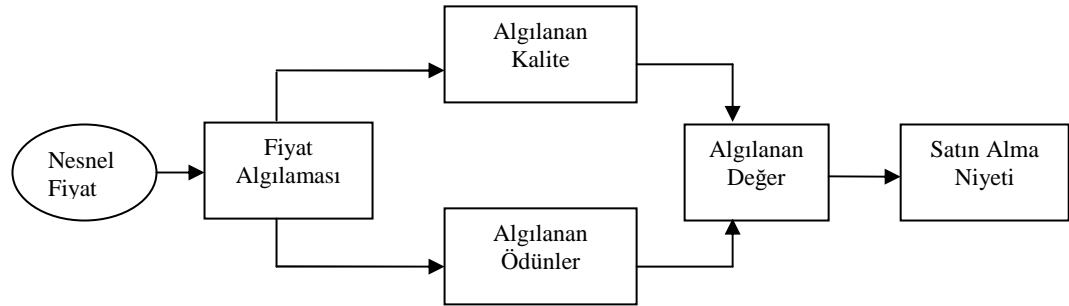 Nesnel
Fiyat
Fiyat
Algılaması
Algılanan
Kalite
Algılanan
Ödünler
Algılanan
Değer
Satın Alma
Niyeti